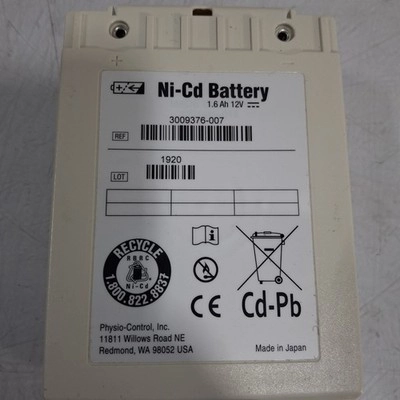 Ni-Cd Battery
1.6 Ah 12V
3009376-007
REF
1920
LOT
RECYCLE
RBRC
Ni-Cd
1.800.822.8837
CE
Cd-Pb
Physio-Control, Inc.
11811 Willows Road NE
Redmond, WA 98052 USA
Made in Japan